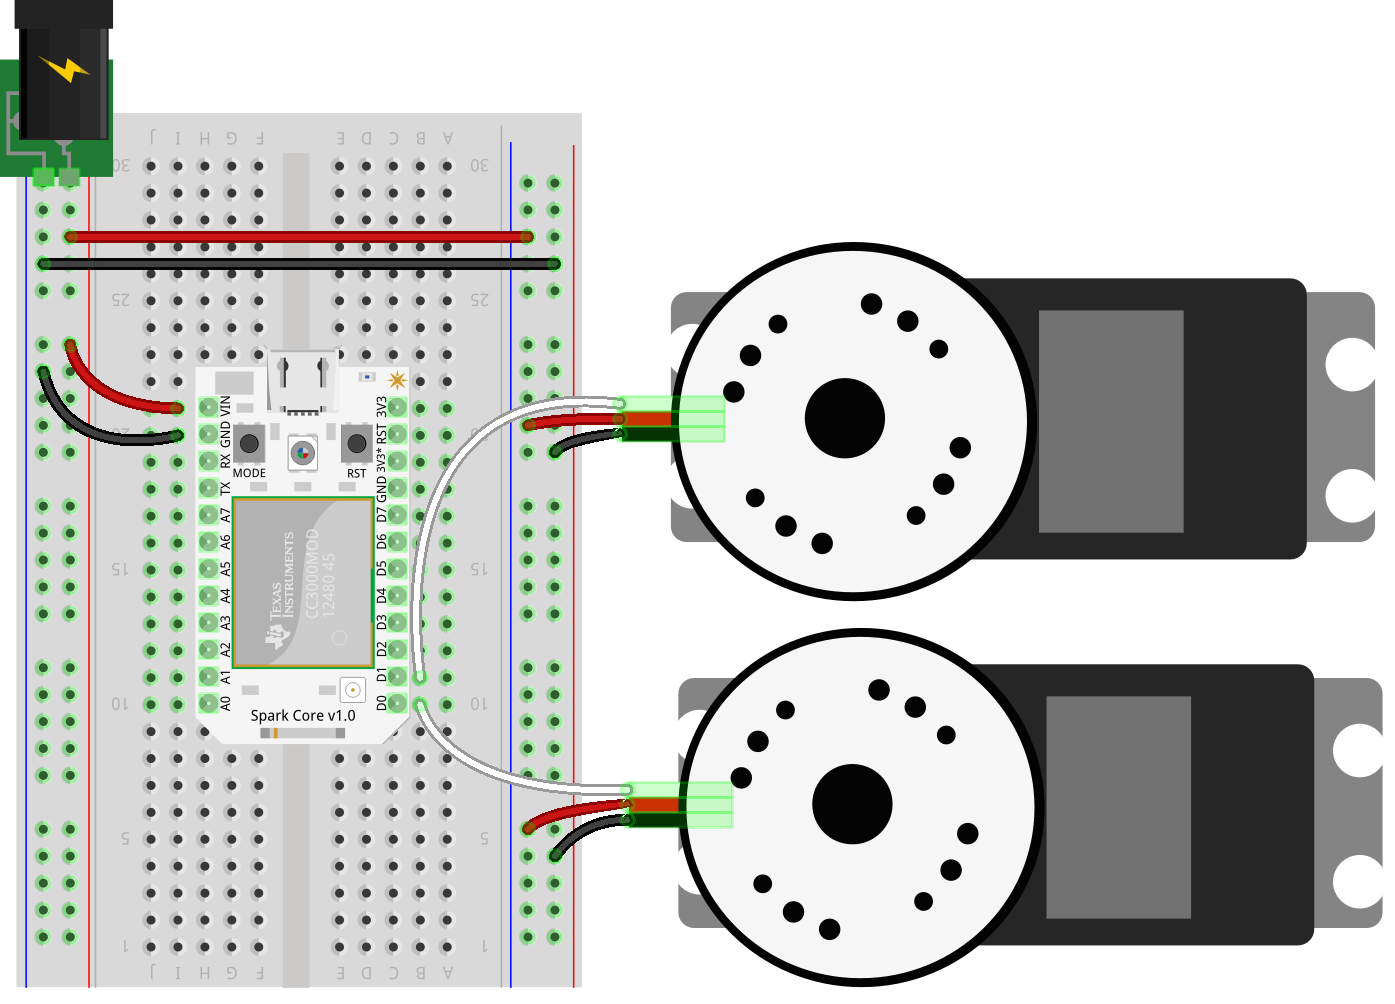 J I H G F E D C B A
30 30
25 25
20
15 15
10 10
5 5
1 1
J I H G F E D C B A
VIN
GND
RX
TX
A7
A6
A5
A4
A3
A2
A1
A0
MODE
RST
3V3
RST
3V3*
GND
D7
D6
D5
D4
D3
D2
D1
D0
TEXAS
INSTRUMENTS
CC3000MOD
12480 45
Spark Core v1.0